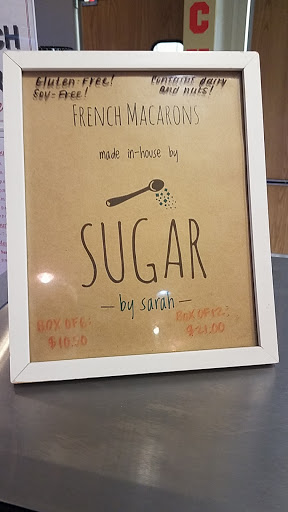 Gluten-Free!
Soy-Free!
Contains dairy
and nuts!
FRENCH MACARONS
made in-house by
SUGAR
— by sarah —
BOX OF 6:
$10.50
BOX OF 12:
$21.00
CH
C